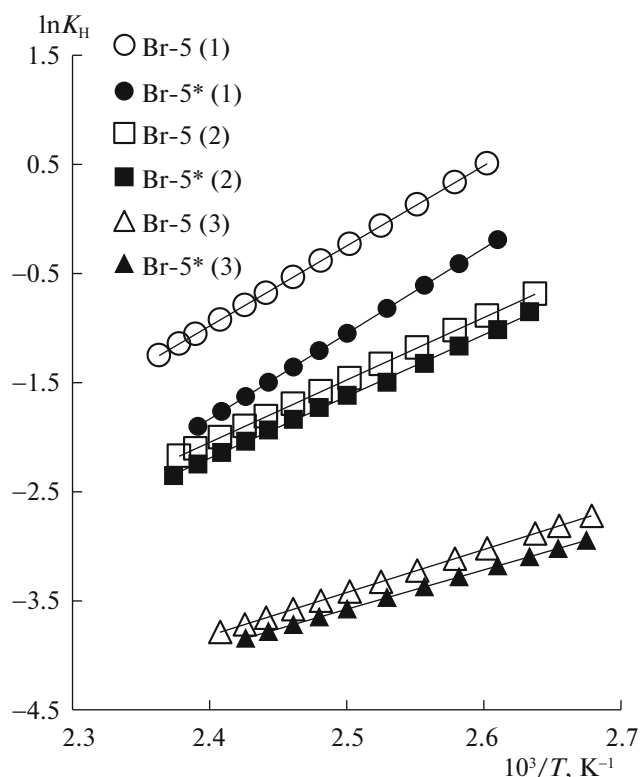 lnK_H
1.5
Br-5 (1)
Br-5* (1)
Br-5 (2)
0.5
Br-5* (2)
Br-5 (3)
−0.5
Br-5* (3)
−1.5
−2.5
−3.5
−4.5
2.3 2.4 2.5 2.6 2.7
10³/T, K⁻¹